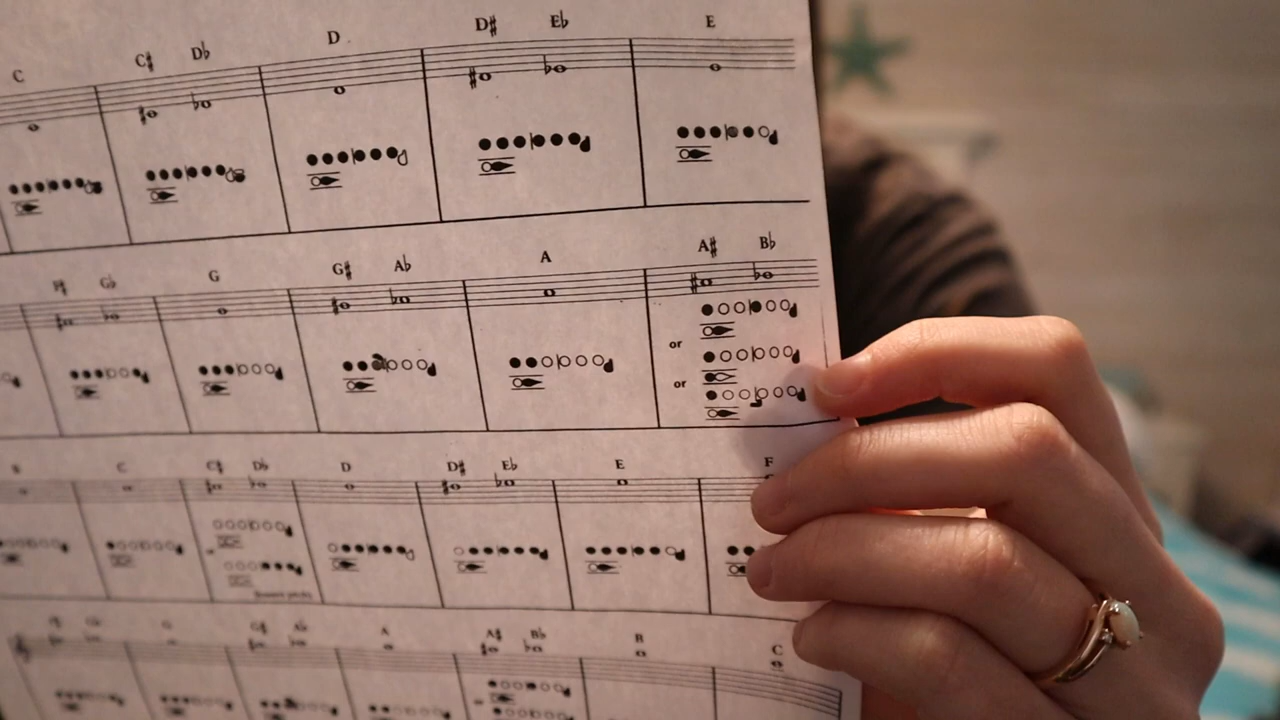 C C♯ D♭ D D♯ E♭ E
F♯ G♭ G G♯ A♭ A A♯ B♭
or
or
B C C♯ D♭ D D♯ E♭ E F
F♯ G♭ G G♯ A♭ A A♯ B♭ B C